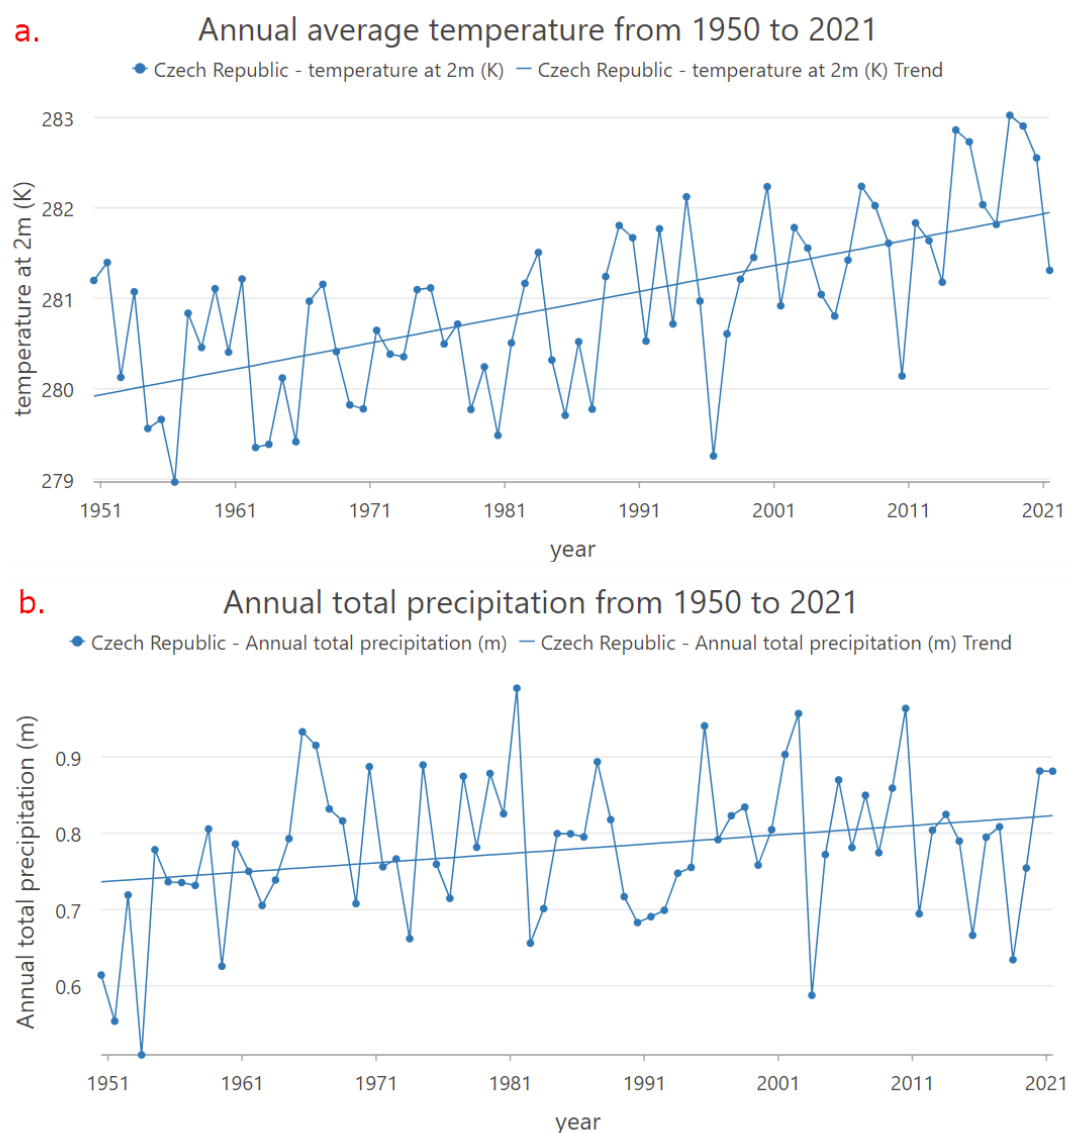 a.
Annual average temperature from 1950 to 2021
Czech Republic - temperature at 2m (K) Czech Republic - temperature at 2m (K) Trend
temperature at 2m (K)
283
282
281
280
279
1951 1961 1971 1981 1991 2001 2011 2021
year
b.
Annual total precipitation from 1950 to 2021
Czech Republic - Annual total precipitation (m) Czech Republic - Annual total precipitation (m) Trend
Annual total precipitation (m)
0.9
0.8
0.7
0.6
1951 1961 1971 1981 1991 2001 2011 2021
year